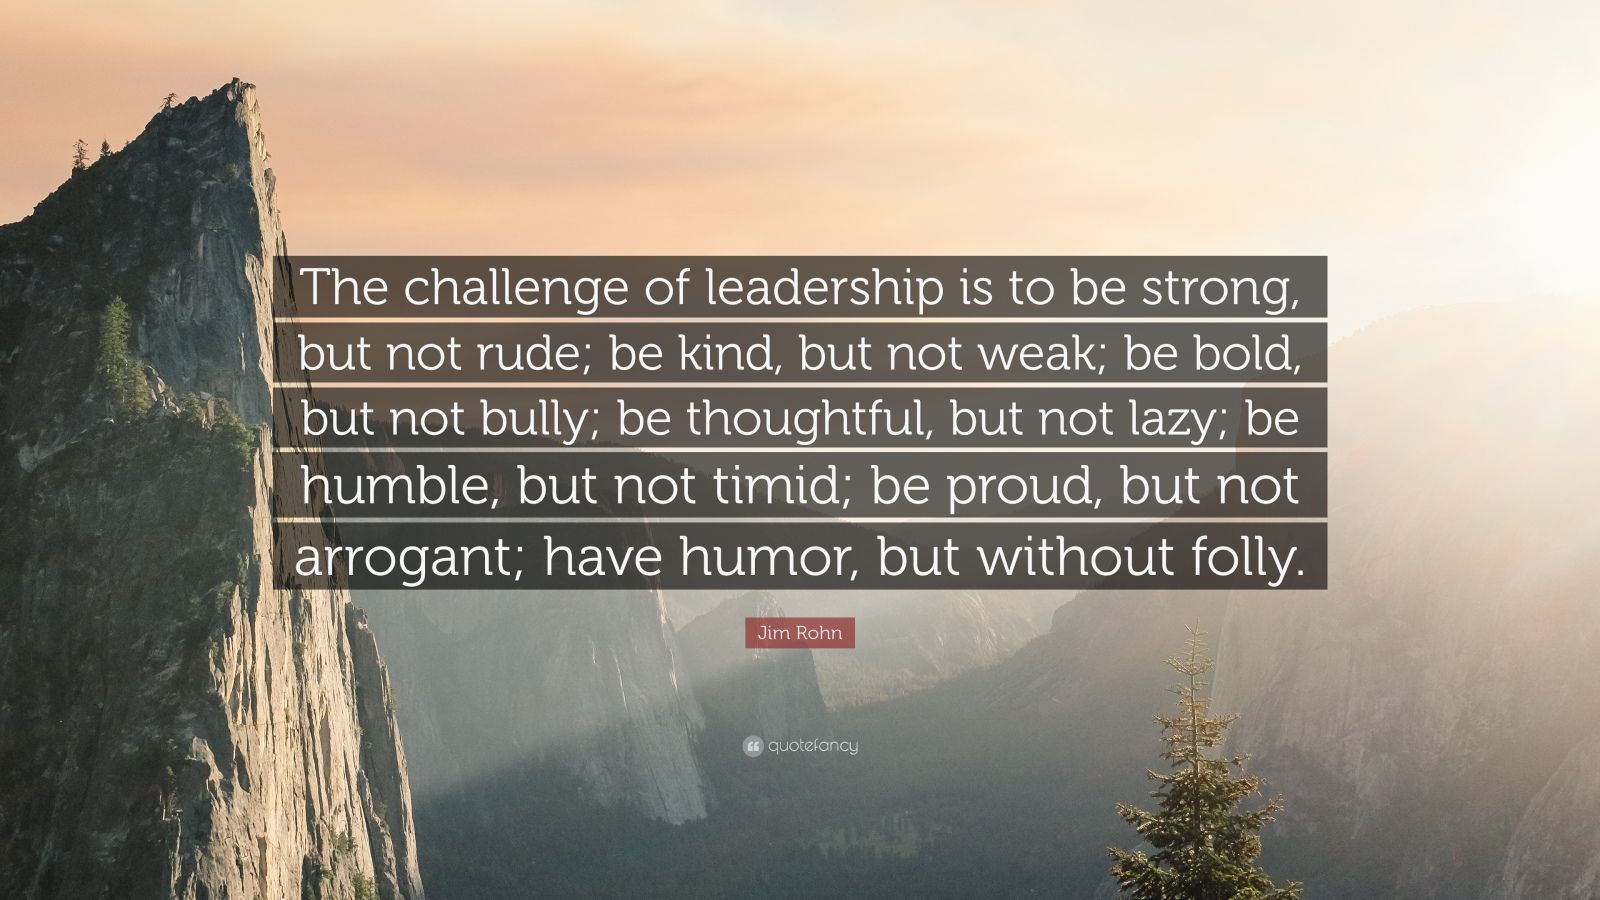 The challenge of leadership is to be strong,
but not rude; be kind, but not weak; be bold,
but not bully; be thoughtful, but not lazy; be
humble, but not timid; be proud, but not
arrogant; have humor, but without folly.
Jim Rohn
quotefancy